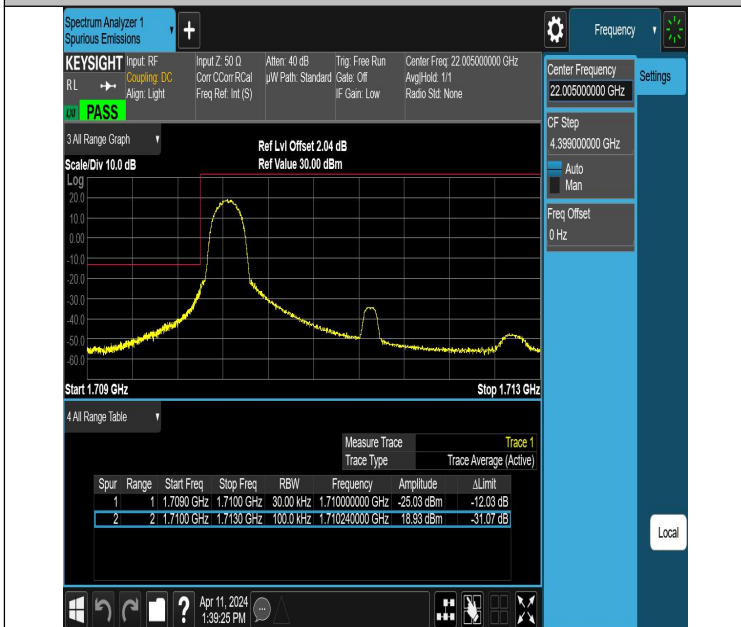 Spectrum Analyzer 1
Spurious Emissions
+
Frequency
KEYSIGHT Input: RF Input Z: 50 Ω Atten: 40 dB Trig: Free Run Center Freq: 22.005000000 GHz
RL Coupling: DC Corr CCorr RCal µW Path: Standard Gate: Off Avg|Hold: 1/1
Align: Light Freq Ref: Int (S) IF Gain: Low Radio Std: None
PASS
Center Frequency
22.005000000 GHz
Settings
CF Step
4.399000000 GHz
Auto
Man
Freq Offset
0 Hz
3 All Range Graph
Ref Lvl Offset 2.04 dB
Scale/Div 10.0 dB Ref Value 30.00 dBm
Log
20.0
10.0
0.00
-10.0
-20.0
-30.0
-40.0
-50.0
-60.0
Start 1.709 GHz Stop 1.713 GHz
4 All Range Table
Measure Trace Trace 1
Trace Type Trace Average (Active)
Spur Range Start Freq Stop Freq RBW Frequency Amplitude ΔLimit
1 1 1.7090 GHz 1.7100 GHz 30.00 kHz 1.710000000 GHz -25.03 dBm -12.03 dB
2 2 1.7100 GHz 1.7130 GHz 100.0 kHz 1.710240000 GHz 18.93 dBm -31.07 dB
Local
?
Apr 11, 2024
1:39:25 PM